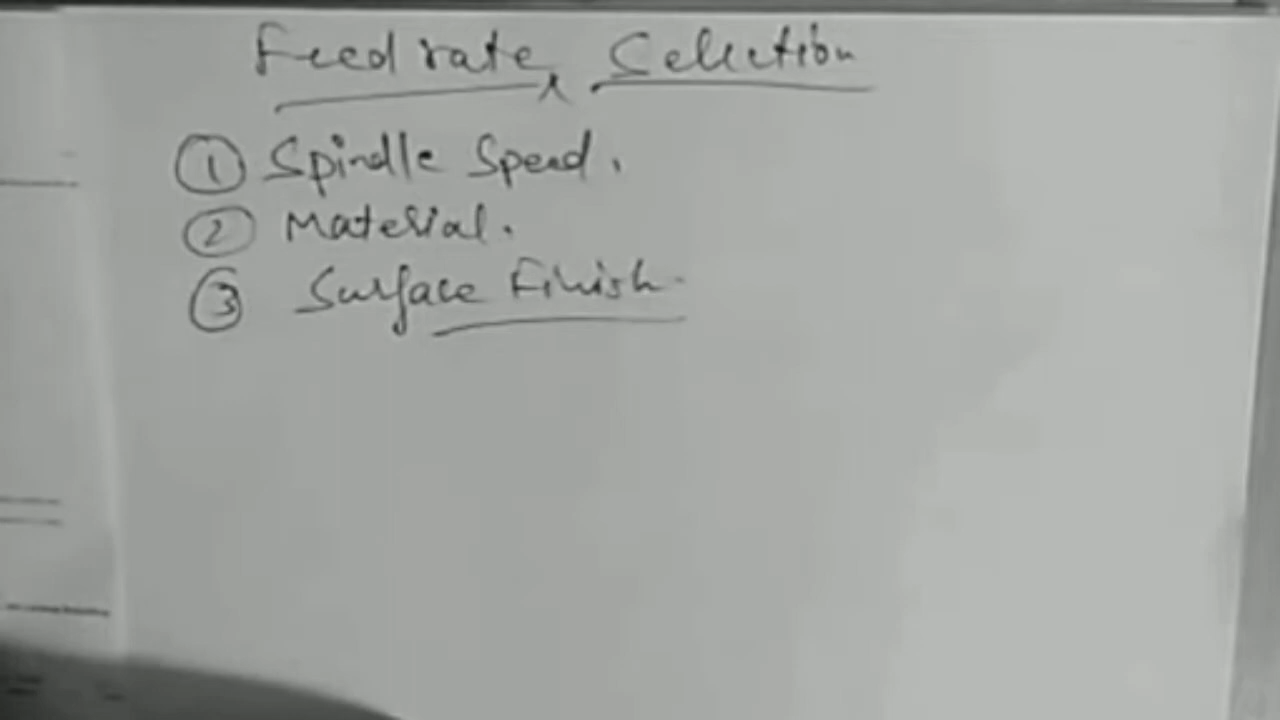 Feed rate Selection
① Spindle Speed.
② Material.
③ Surface Finish.